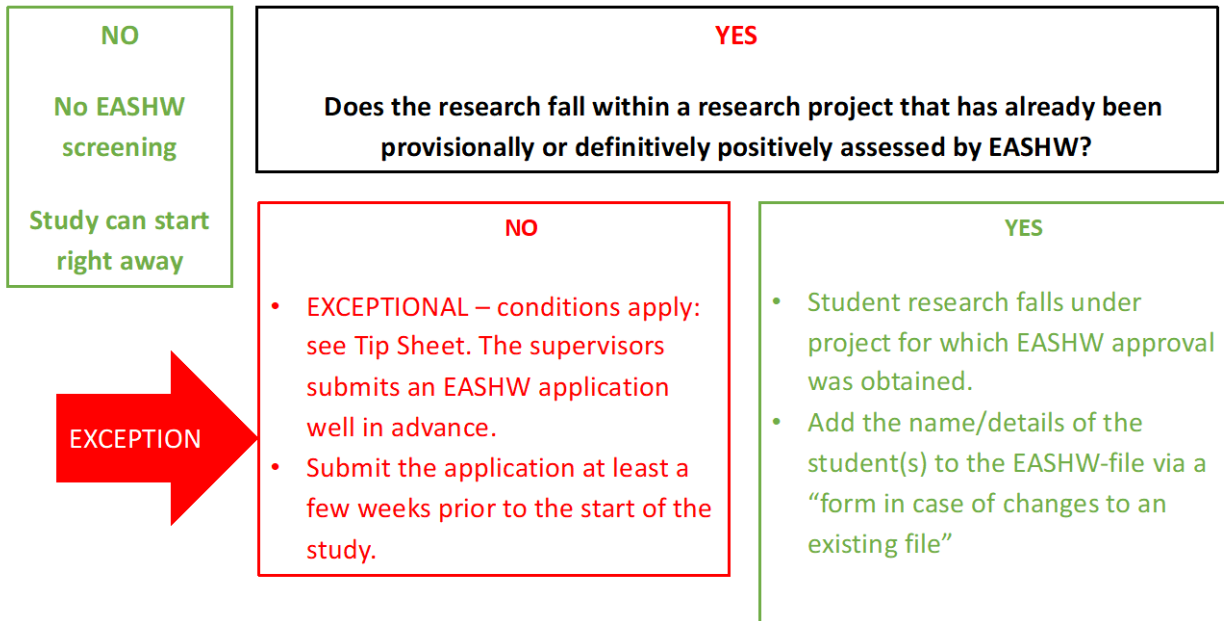 NO
No EASHW
screening
Study can start
right away
YES
Does the research fall within a research project that has already been
provisionally or definitively positively assessed by EASHW?
EXCEPTION
NO
• EXCEPTIONAL – conditions apply:
see Tip Sheet. The supervisors
submits an EASHW application
well in advance.
• Submit the application at least a
few weeks prior to the start of the
study.
YES
• Student research falls under
project for which EASHW approval
was obtained.
• Add the name/details of the
student(s) to the EASHW-file via a
“form in case of changes to an
existing file”